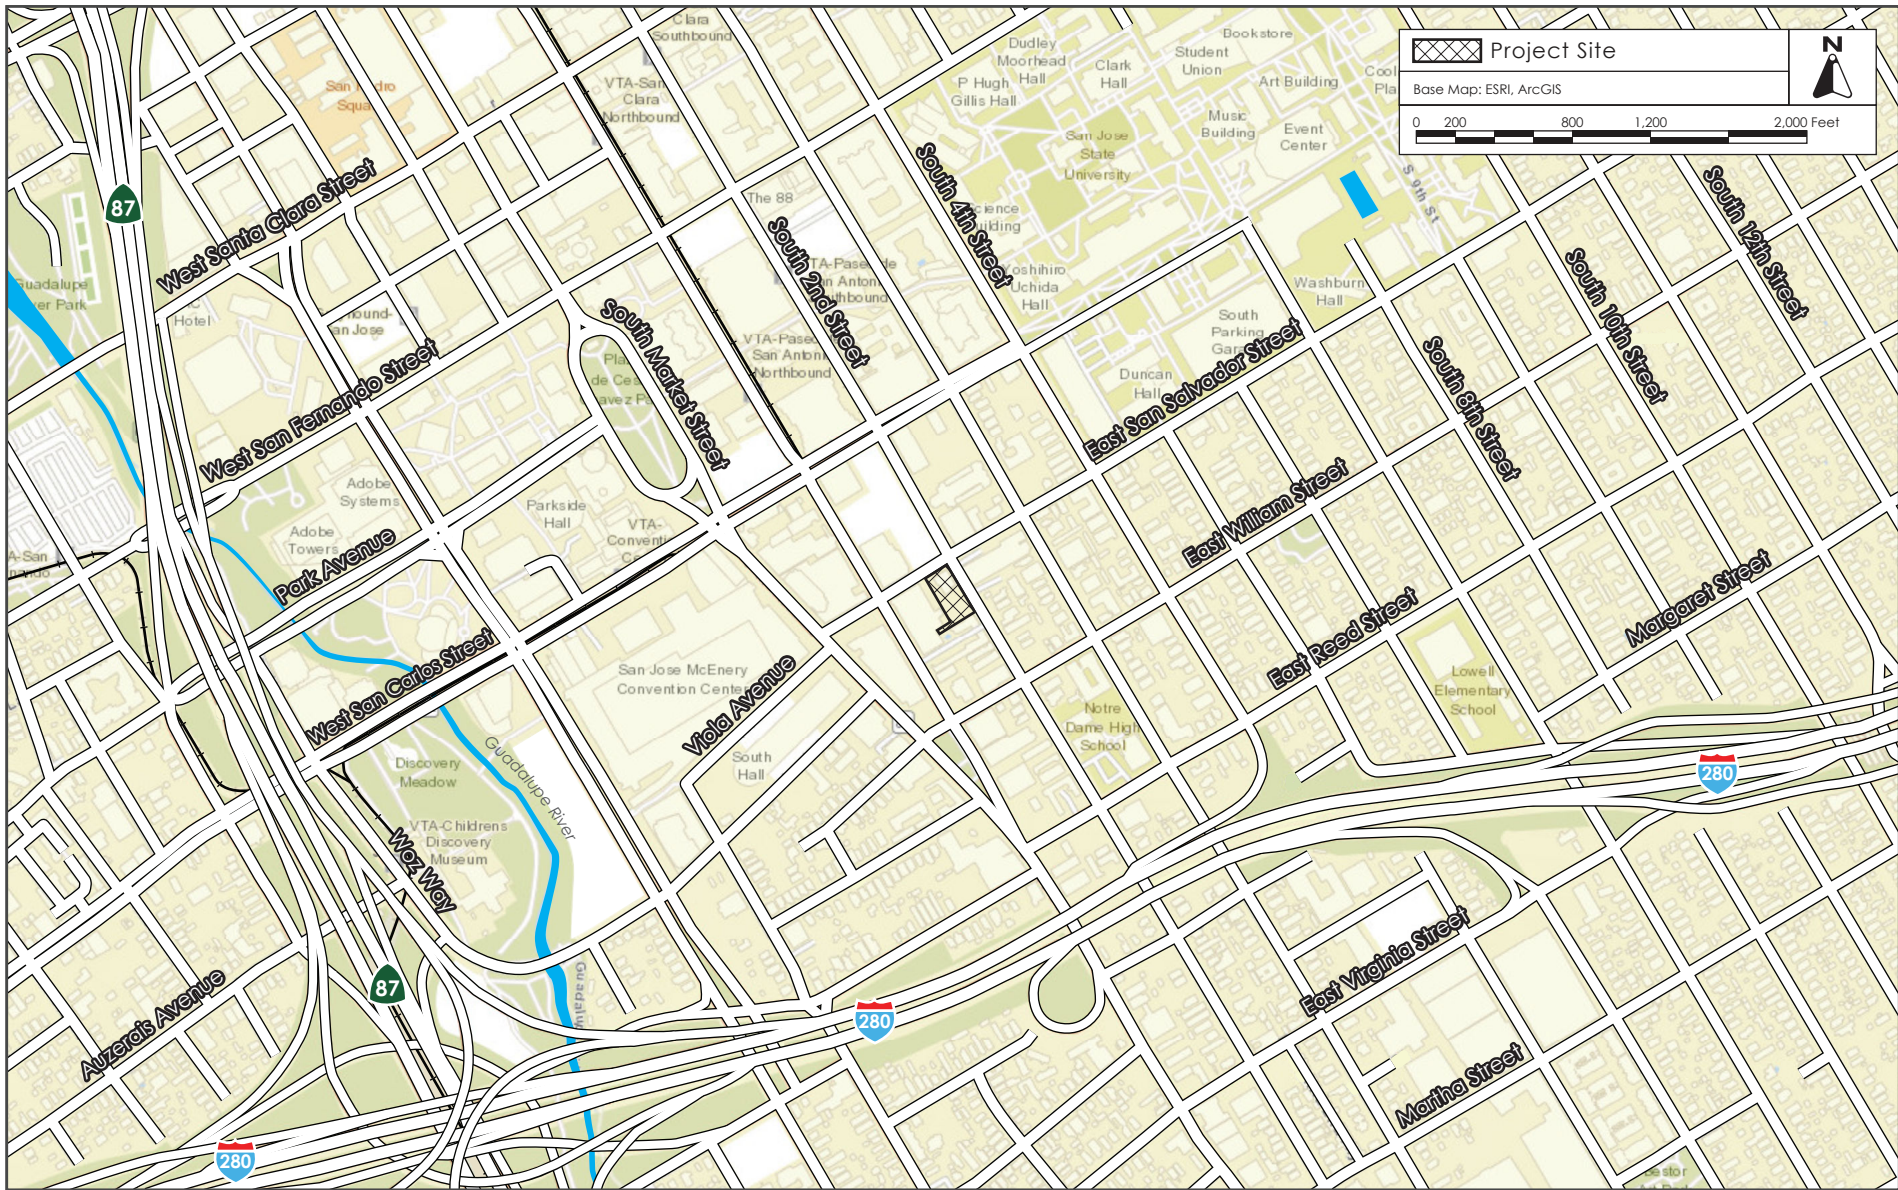 Project Site
N
Base Map: ESRI, ArcGIS
0 200 800 1,200 2,000 Feet
Clara
Southbound
VTA-San
Clara
Northbound
Dudley
Moorhead
Hall
Clark
Hall
P Hugh
Gillis Hall
Student
Union
Bookstore
Art Building
Music
Building
Event
Center
San Jose
State
University
Building
Yoshihiro
Uchida
Hall
Washburn
Hall
South
Parking
Duncan
Hall
S 9th St
The 88
San Antonio
Northbound
Hotel
San Jose
Guadalupe
River Park
87
West Santa Clara Street
West San Fernando Street
Park Avenue
West San Carlos Street
South Market Street
South 2nd Street
South 4th Street
East San Salvador Street
South 8th Street
South 10th Street
South 12th Street
East William Street
East Reed Street
Margaret Street
Adobe
Systems
Adobe
Towers
Parkside
Hall
VTA-
San Jose McEnery
Convention Center
Viola Avenue
South
Hall
Notre
Dame High
School
Lowell
Elementary
School
Discovery
Meadow
Guadalupe River
VTA-Childrens
Discovery
Museum
Woz Way
Auzerais Avenue
87
280
280
280
East Virginia Street
Martha Street